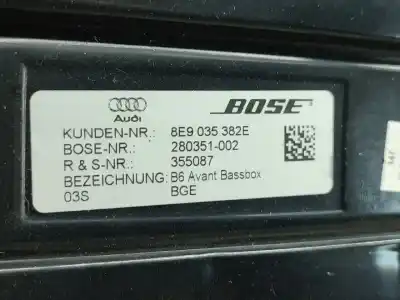 Audi BOSE
KUNDEN-NR.: 8E9 035 382E
BOSE-NR.: 280351-002
R & S-NR.: 355087
BEZEICHNUNG: B6 Avant Bassbox
03S BGE